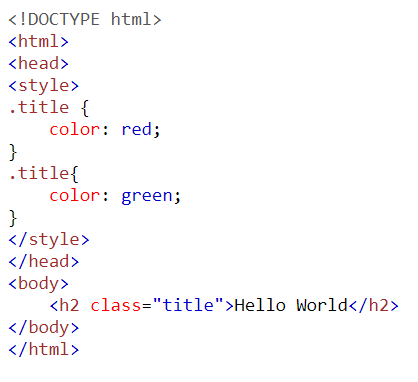 <!DOCTYPE html>
<html>
<head>
<style>
.title {
    color: red;
}
.title{
    color: green;
}
</style>
</head>
<body>
    <h2 class="title">Hello World</h2>
</body>
</html>